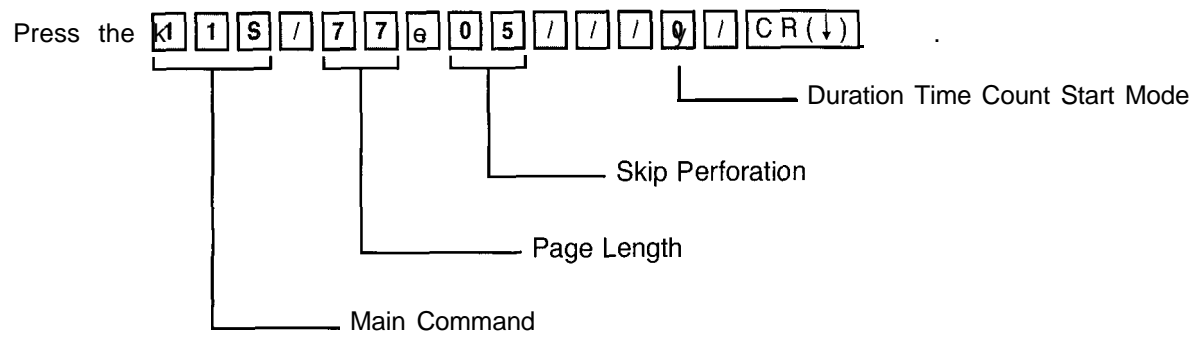 Press the k1 1 S / 7 7 e 0 5 / / / 0 / CR(↓) .
Duration Time Count Start Mode
Skip Perforation
Page Length
Main Command